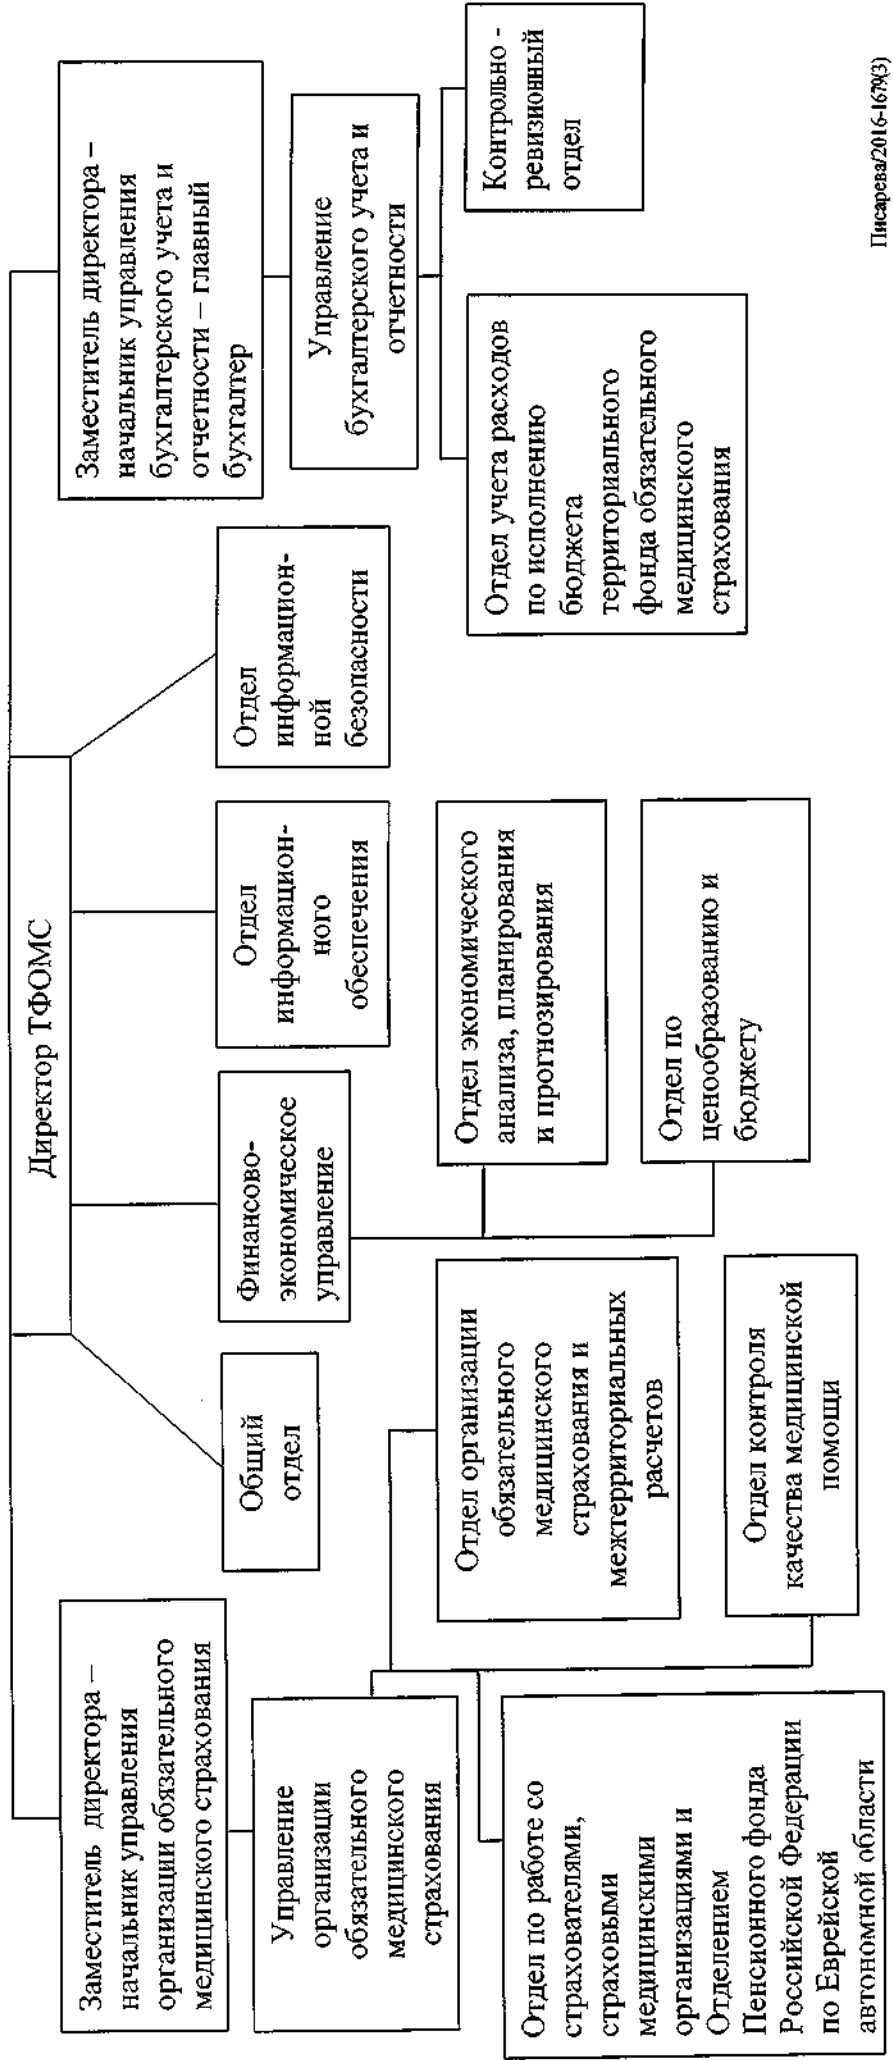 Директор ТФОМС
Заместитель директора –
начальник управления
организации обязательного
медицинского страхования
Общий
отдел
Финансово-
экономическое
управление
Отдел
информацион-
ного
обеспечения
Отдел
информацион-
ной
безопасности
Заместитель директора –
начальник управления
бухгалтерского учета и
отчетности – главный
бухгалтер
Управление
организации
обязательного
медицинского
страхования
Управление
бухгалтерского учета и
отчетности
Отдел организации
обязательного
медицинского
страхования и
межтерриториальных
расчетов
Отдел экономического
анализа, планирования
и прогнозирования
Отдел учета расходов
по исполнению
бюджета
территориального
фонда обязательного
медицинского
страхования
Контрольно -
ревизионный
отдел
Отдел по работе со
страхователями,
страховыми
медицинскими
организациями и
Отделением
Пенсионного фонда
Российской Федерации
по Еврейской
автономной области
Отдел контроля
качества медицинской
помощи
Отдел по
ценообразованию и
бюджету
Писарева/2016-1679(3)